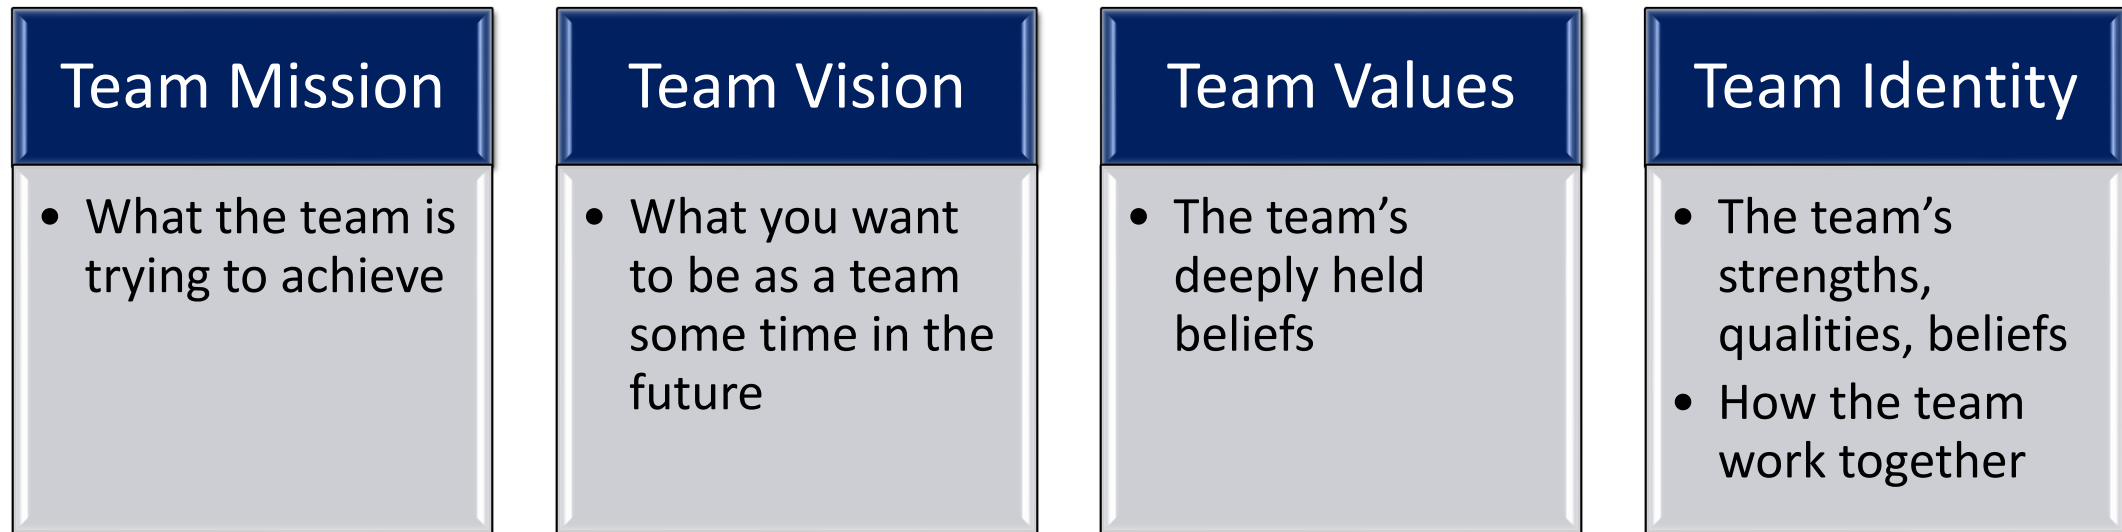 Team Mission
• What the team is
trying to achieve
Team Vision
• What you want
to be as a team
some time in the
future
Team Values
• The team’s
deeply held
beliefs
Team Identity
• The team’s
strengths,
qualities, beliefs
• How the team
work together